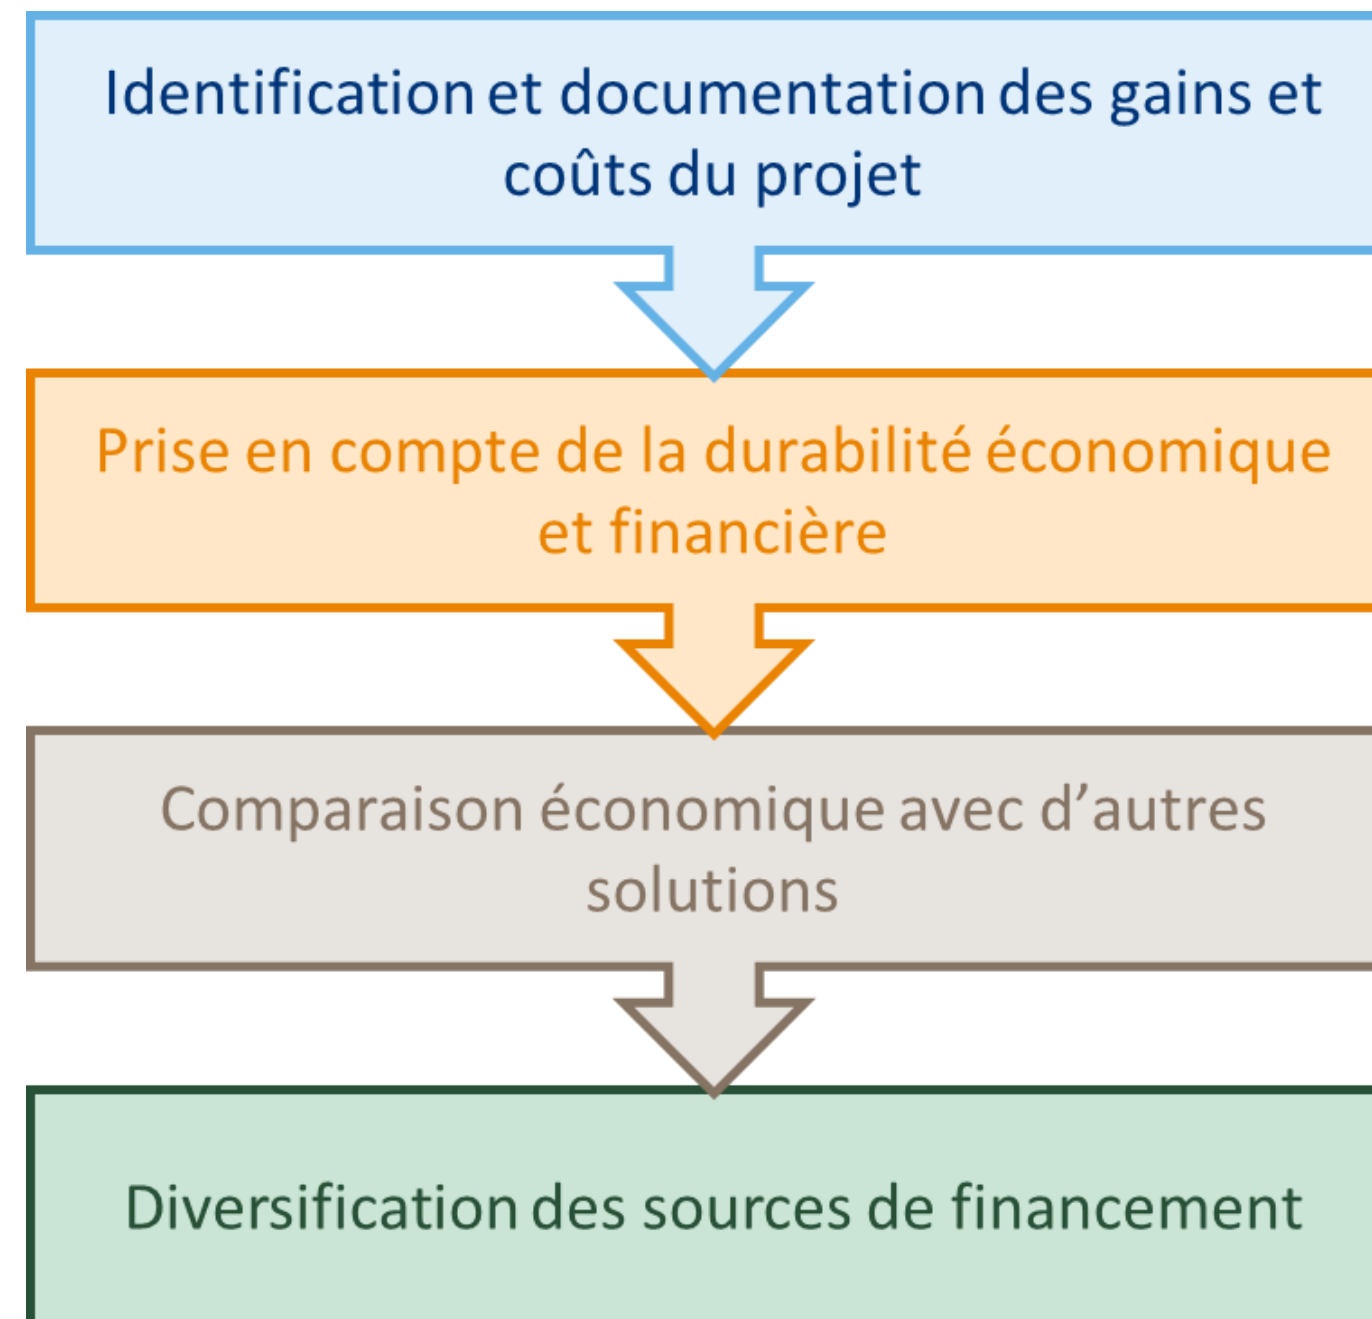 Identification et documentation des gains et
coûts du projet
Prise en compte de la durabilité économique
et financière
Comparaison économique avec d’autres
solutions
Diversification des sources de financement